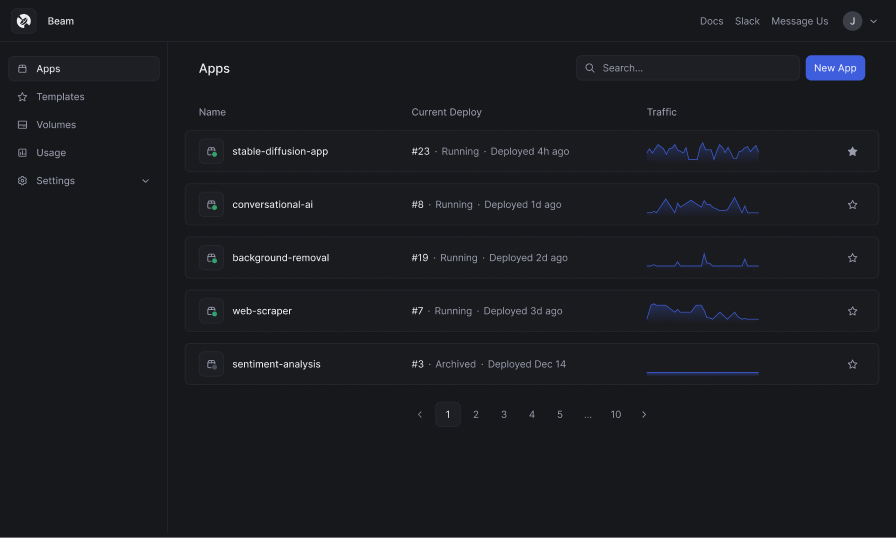 Beam
Docs Slack Message Us J
Apps
Templates
Volumes
Usage
Settings
Apps
Search...
New App
Name Current Deploy Traffic
stable-diffusion-app #23 · Running · Deployed 4h ago
conversational-ai #8 · Running · Deployed 1d ago
background-removal #19 · Running · Deployed 2d ago
web-scraper #7 · Running · Deployed 3d ago
sentiment-analysis #3 · Archived · Deployed Dec 14
1 2 3 4 5 ... 10